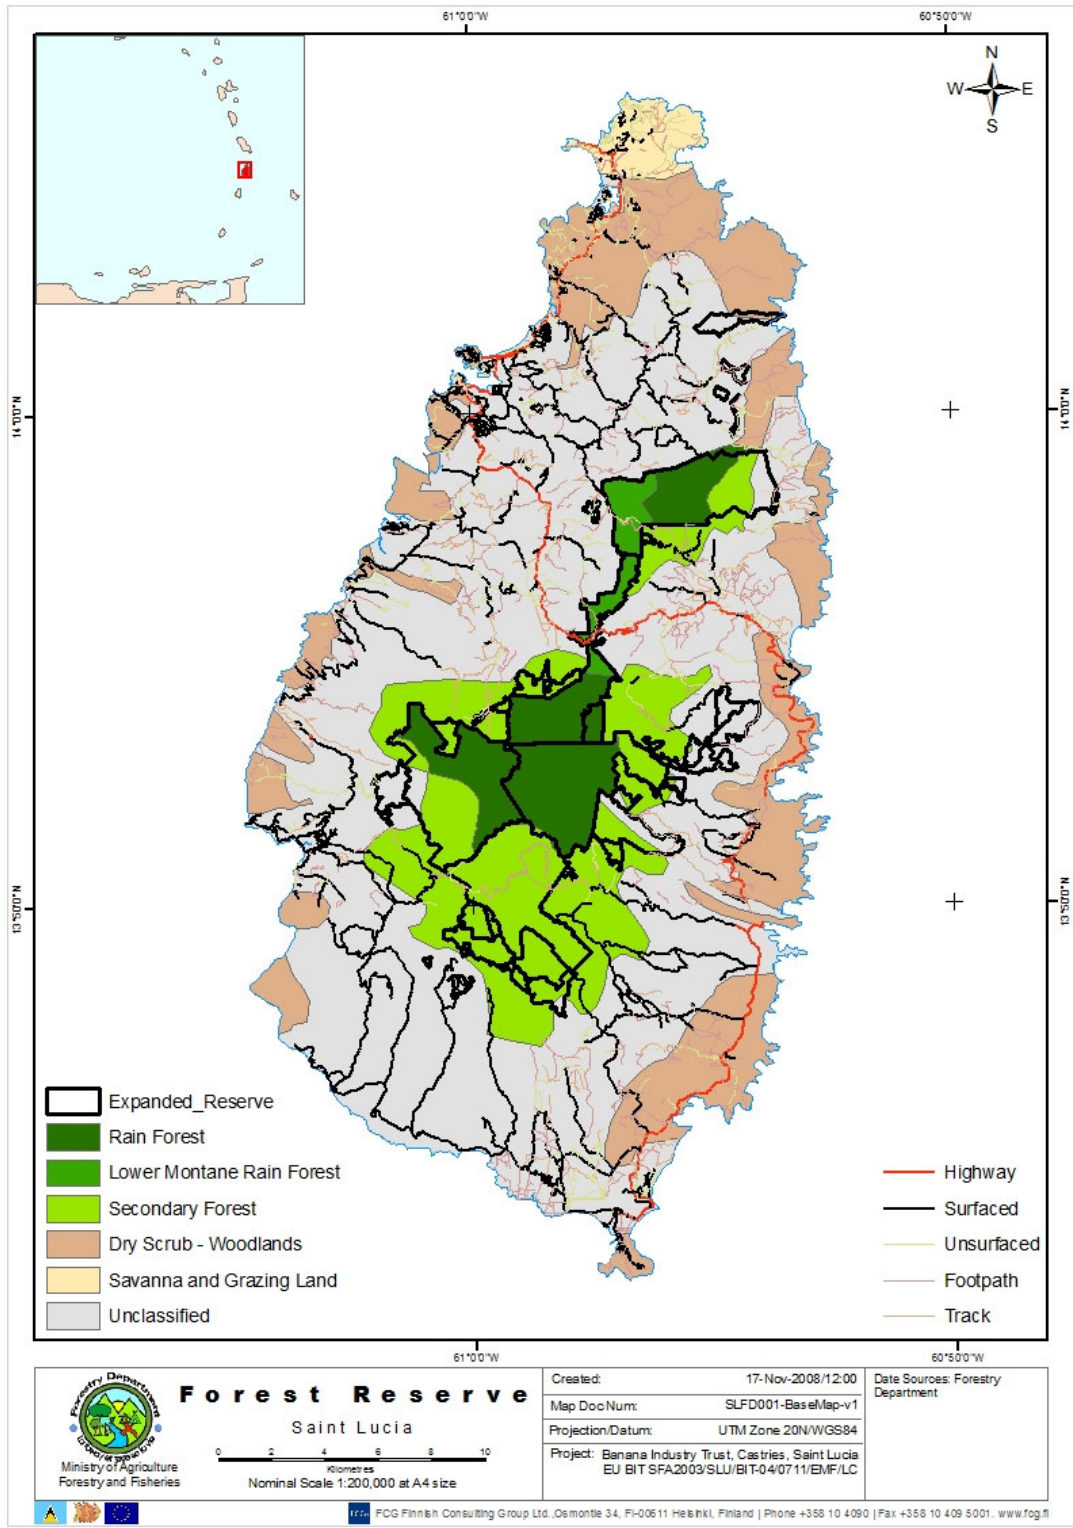 61°0'0"W
60°50'0"W
N
W
E
S
14°0'0"N
14°0'0"N
13°50'0"N
13°50'0"N
Expanded_Reserve
Rain Forest
Lower Montane Rain Forest
Secondary Forest
Dry Scrub - Woodlands
Savanna and Grazing Land
Unclassified
Highway
Surfaced
Unsurfaced
Footpath
Track
61°0'0"W
60°50'0"W
Forestry Department
Ministry of Agriculture
Forestry and Fisheries
Forest Reserve
Saint Lucia
0 2 4 6 8 10
Kilometres
Nominal Scale 1:200,000 at A4 size
Created: 17-Nov-2008/12:00
Map Doc Num: SLFD001-BaseMap-v1
Projection/Datum: UTM Zone 20N/WGS84
Project: Banana Industry Trust, Castries, Saint Lucia
EU BIT SFA2003/SLU/BIT-04/0711/EMF/LC
Date Sources: Forestry
Department
FCG Finnish Consulting Group Ltd.,Osmontie 34, FI-00611 Helsinki, Finland | Phone +358 10 4090 | Fax +358 10 409 5001. www.fcg.fi